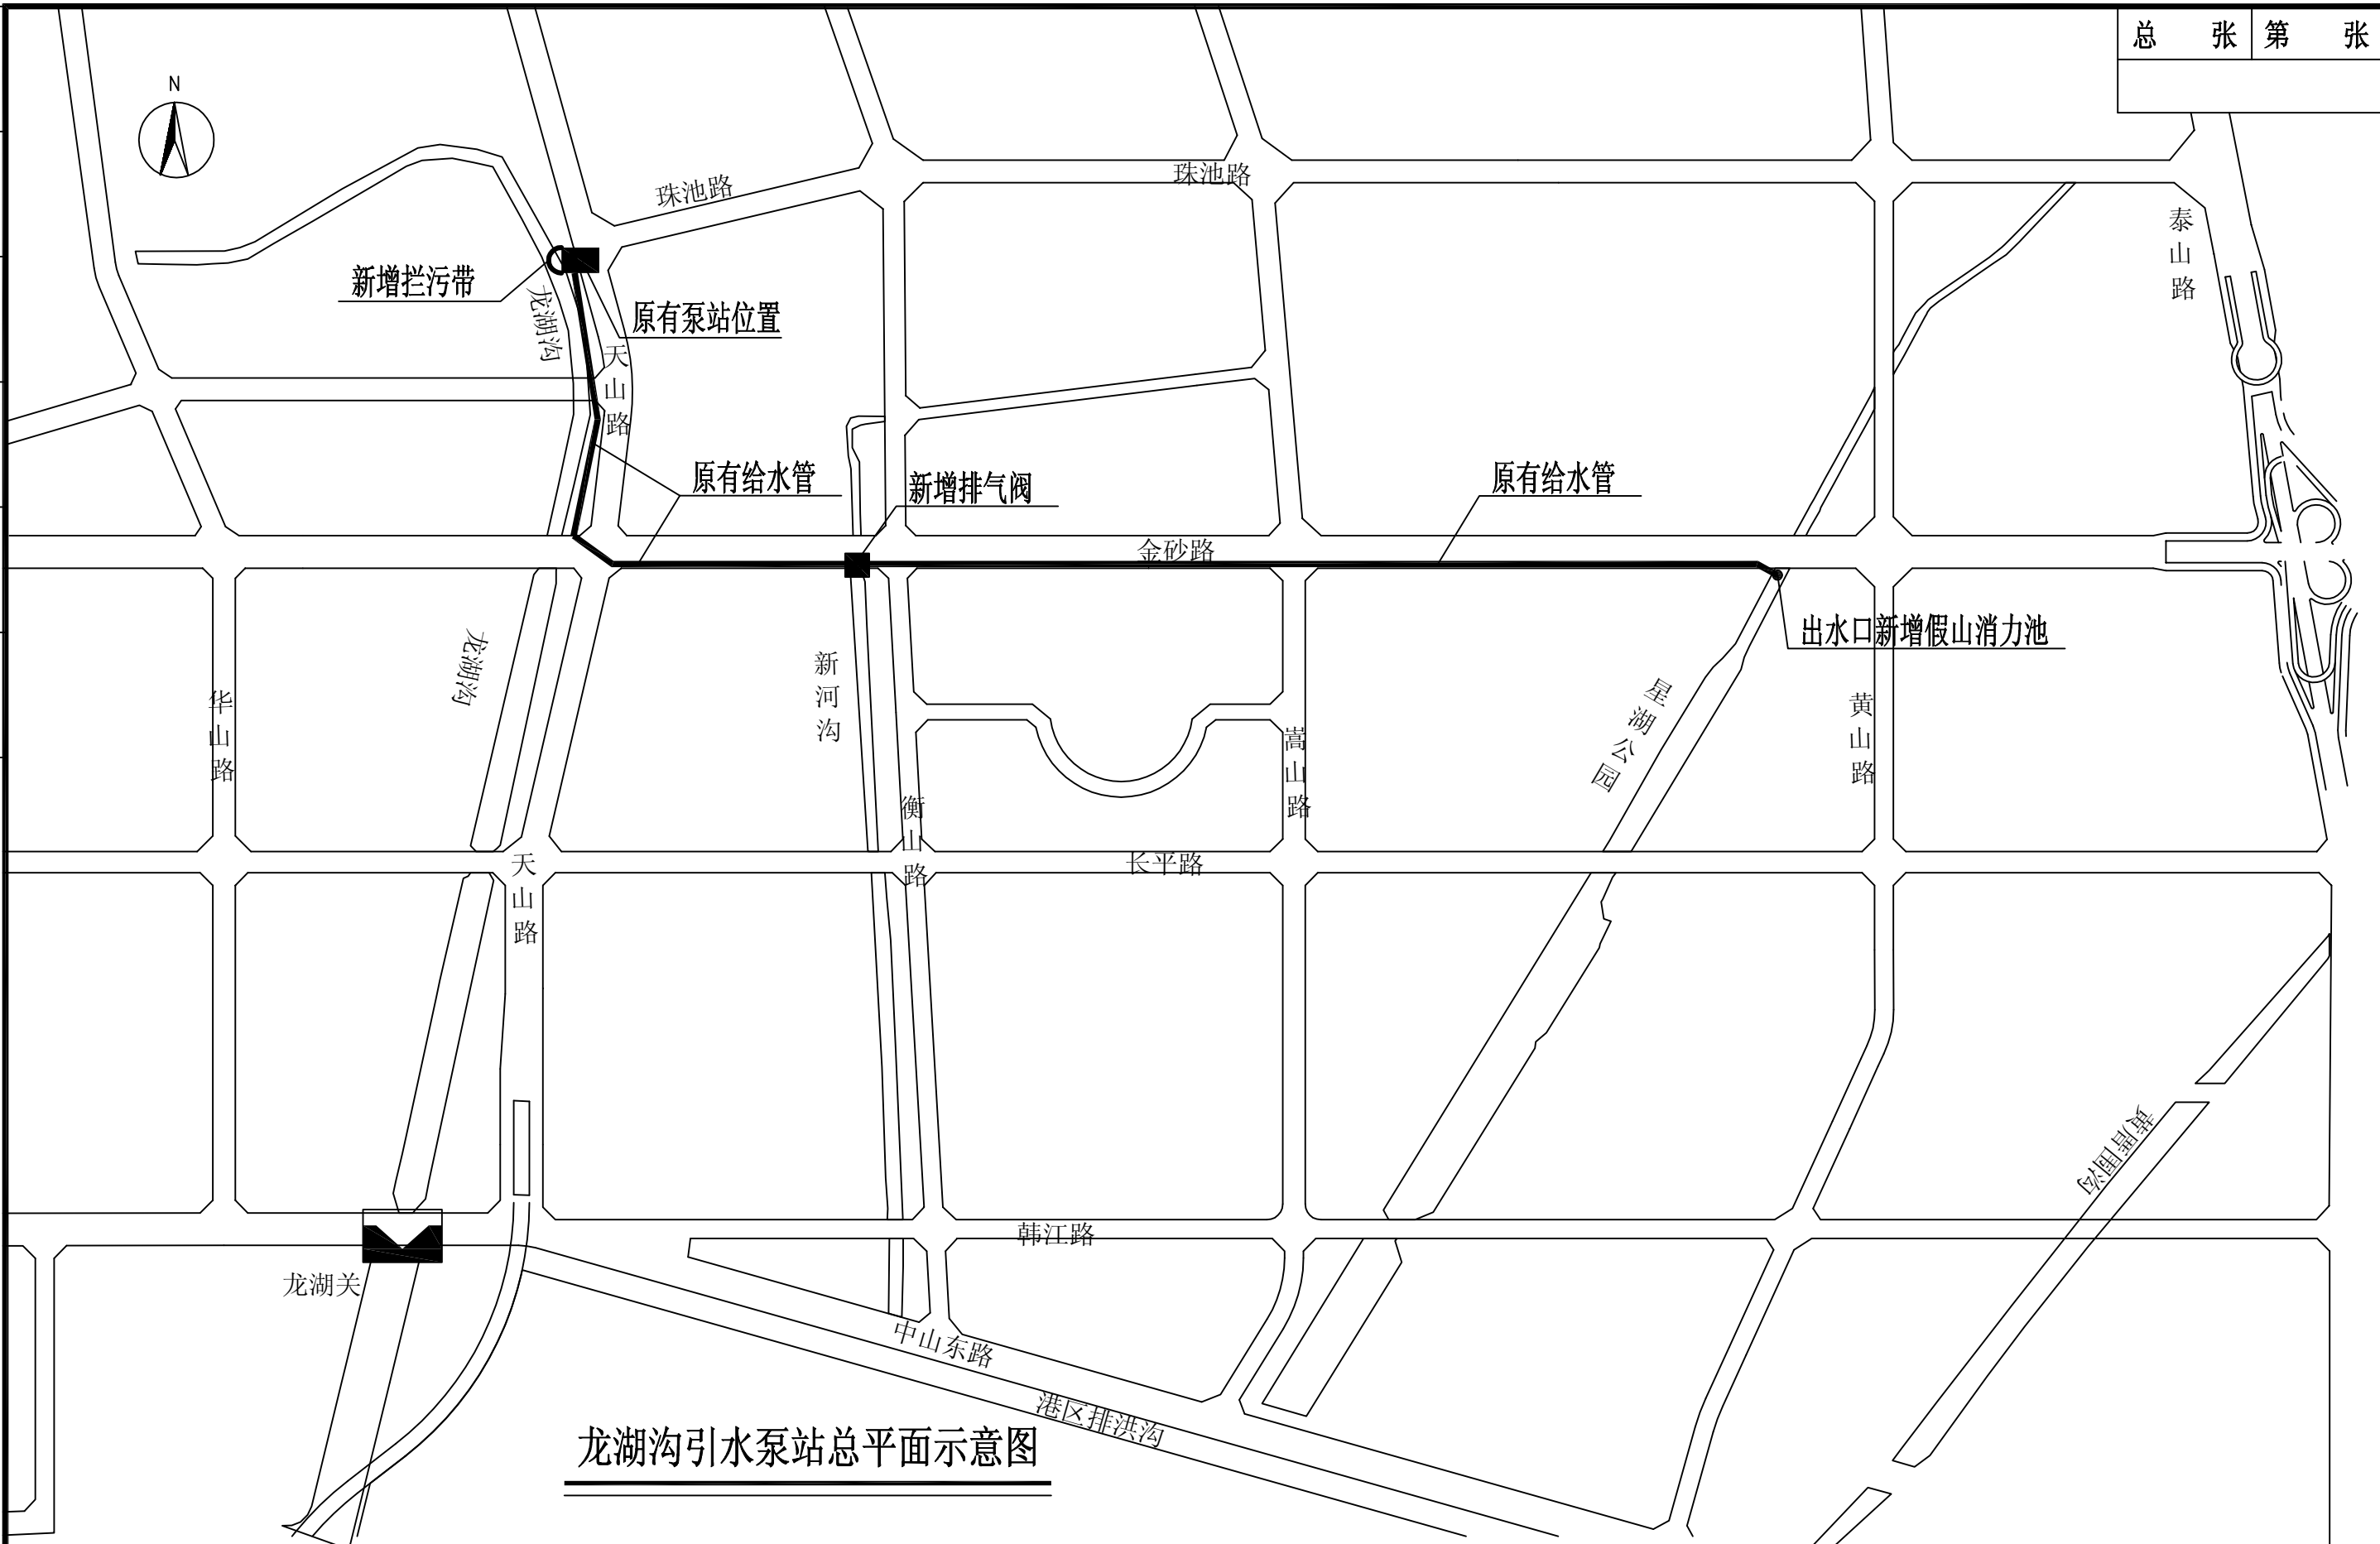 总 张 第 张
N
珠池路
珠池路
泰山路
新增拦污带
龙湖沟
原有泵站位置
天山路
原有给水管
新增排气阀
原有给水管
金砂路
出水口新增假山消力池
龙湖沟
新河沟
华山路
星湖公园
黄山路
嵩山路
衡山路
长平路
天山路
黄厝围沟
韩江路
龙湖关
中山东路
港区排洪沟
龙湖沟引水泵站总平面示意图